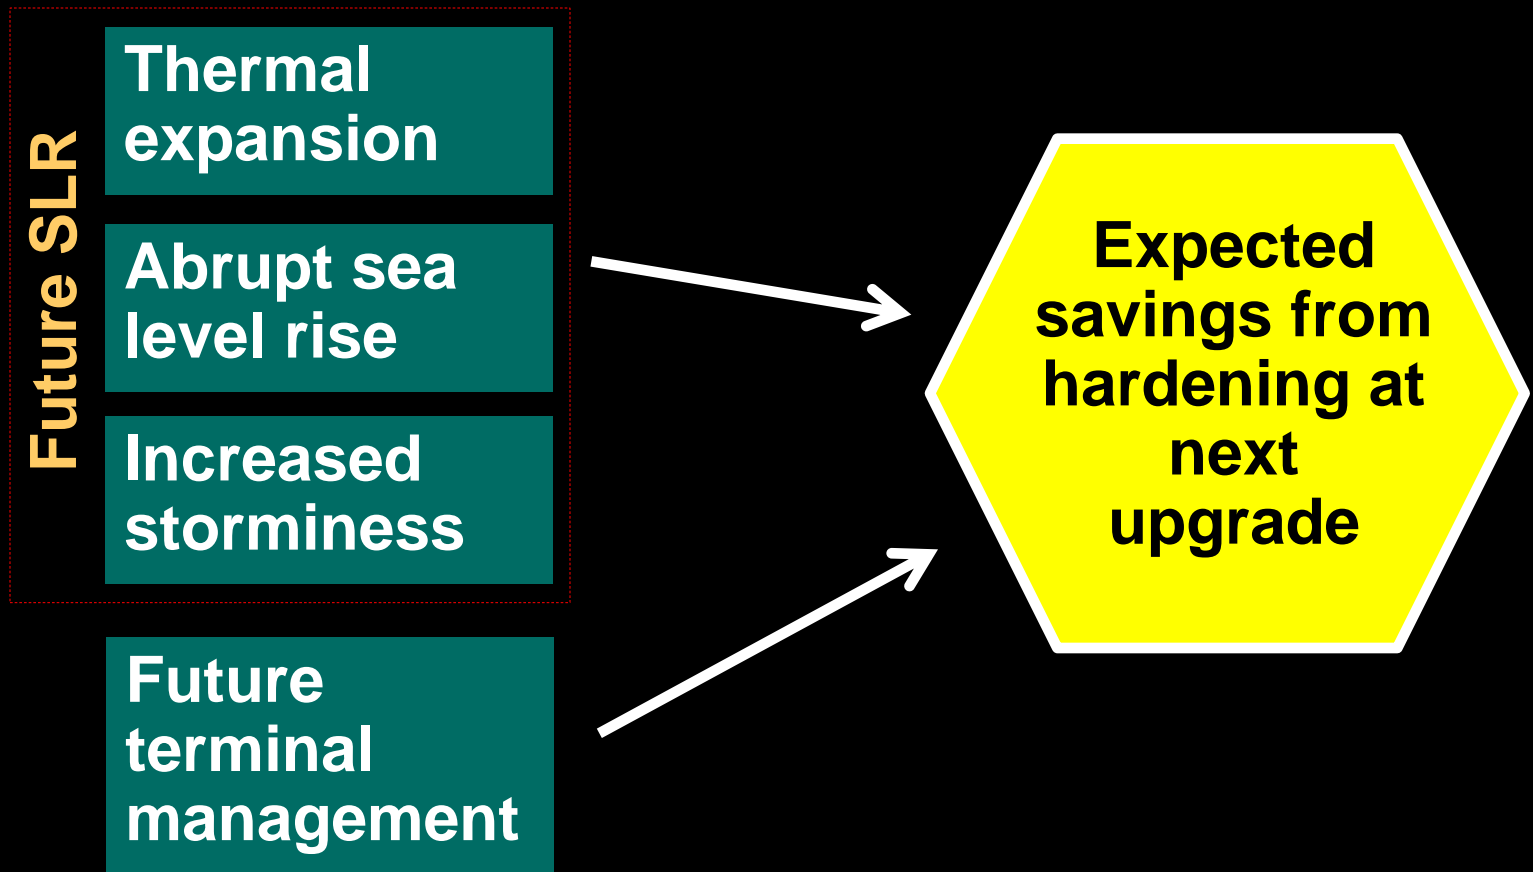 Future SLR
Thermal
expansion
Abrupt sea
level rise
Increased
storminess
Future
terminal
management
Expected
savings from
hardening at
next
upgrade